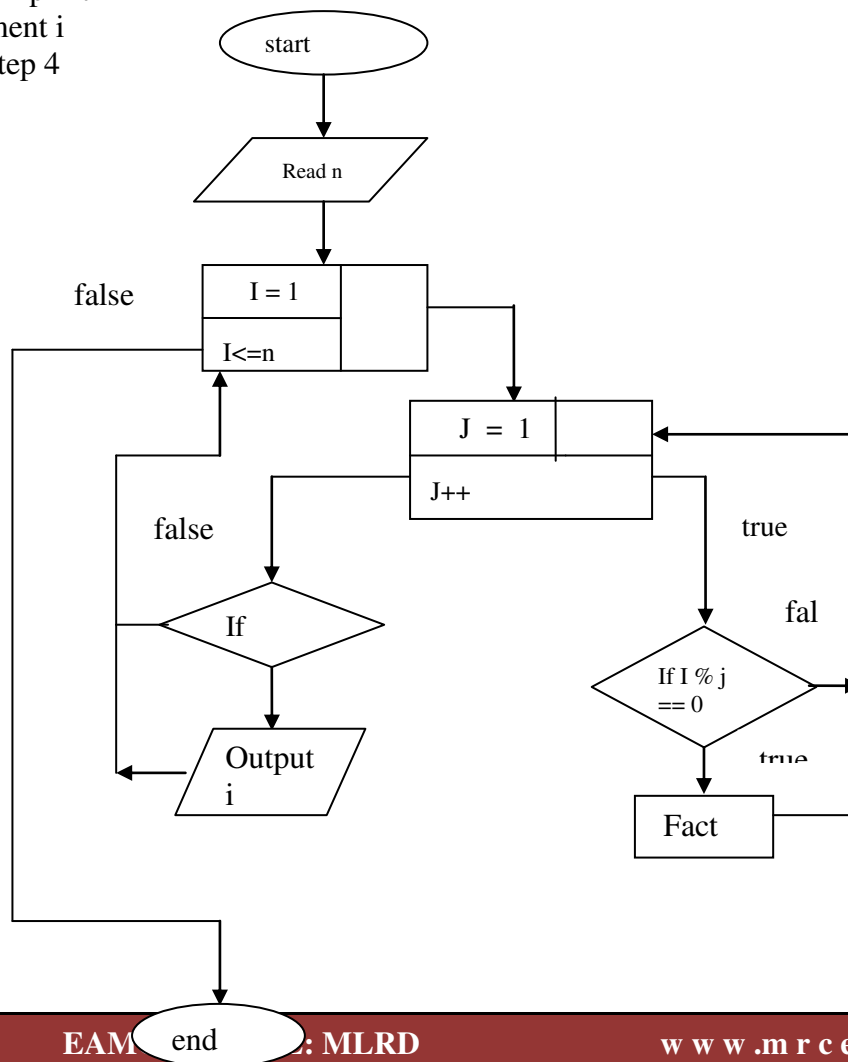 ment i
tep 4
start
Read n
false
I = 1
I<=n
J = 1
J++
false
true
If
fal
If I % j
== 0
true
Output
i
Fact
end
EAM : MLRD w w w .m r c e